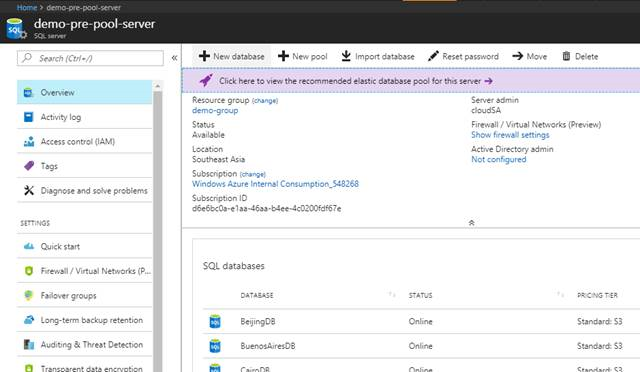 Home > demo-pre-pool-server
demo-pre-pool-server
SQL server
Search (Ctrl+/)
Overview
Activity log
Access control (IAM)
Tags
Diagnose and solve problems
SETTINGS
Quick start
Firewall / Virtual Networks (P...
Failover groups
Long-term backup retention
Auditing & Threat Detection
Transparent data encryption
New database
New pool
Import database
Reset password
Move
Delete
Click here to view the recommended elastic database pool for this server →
Resource group (change)
demo-group
Status
Available
Location
Southeast Asia
Subscription (change)
Windows Azure Internal Consumption_548268
Subscription ID
d6e6bc0a-e1aa-46aa-b4ee-4c0200fdf67e
Server admin
cloudSA
Firewall / Virtual Networks (Preview)
Show firewall settings
Active Directory admin
Not configured
SQL databases
DATABASE STATUS PRICING TIER
SQL BeijingDB Online Standard: S3
SQL BuenosAiresDB Online Standard: S3
CairoDB Online Standard: S3